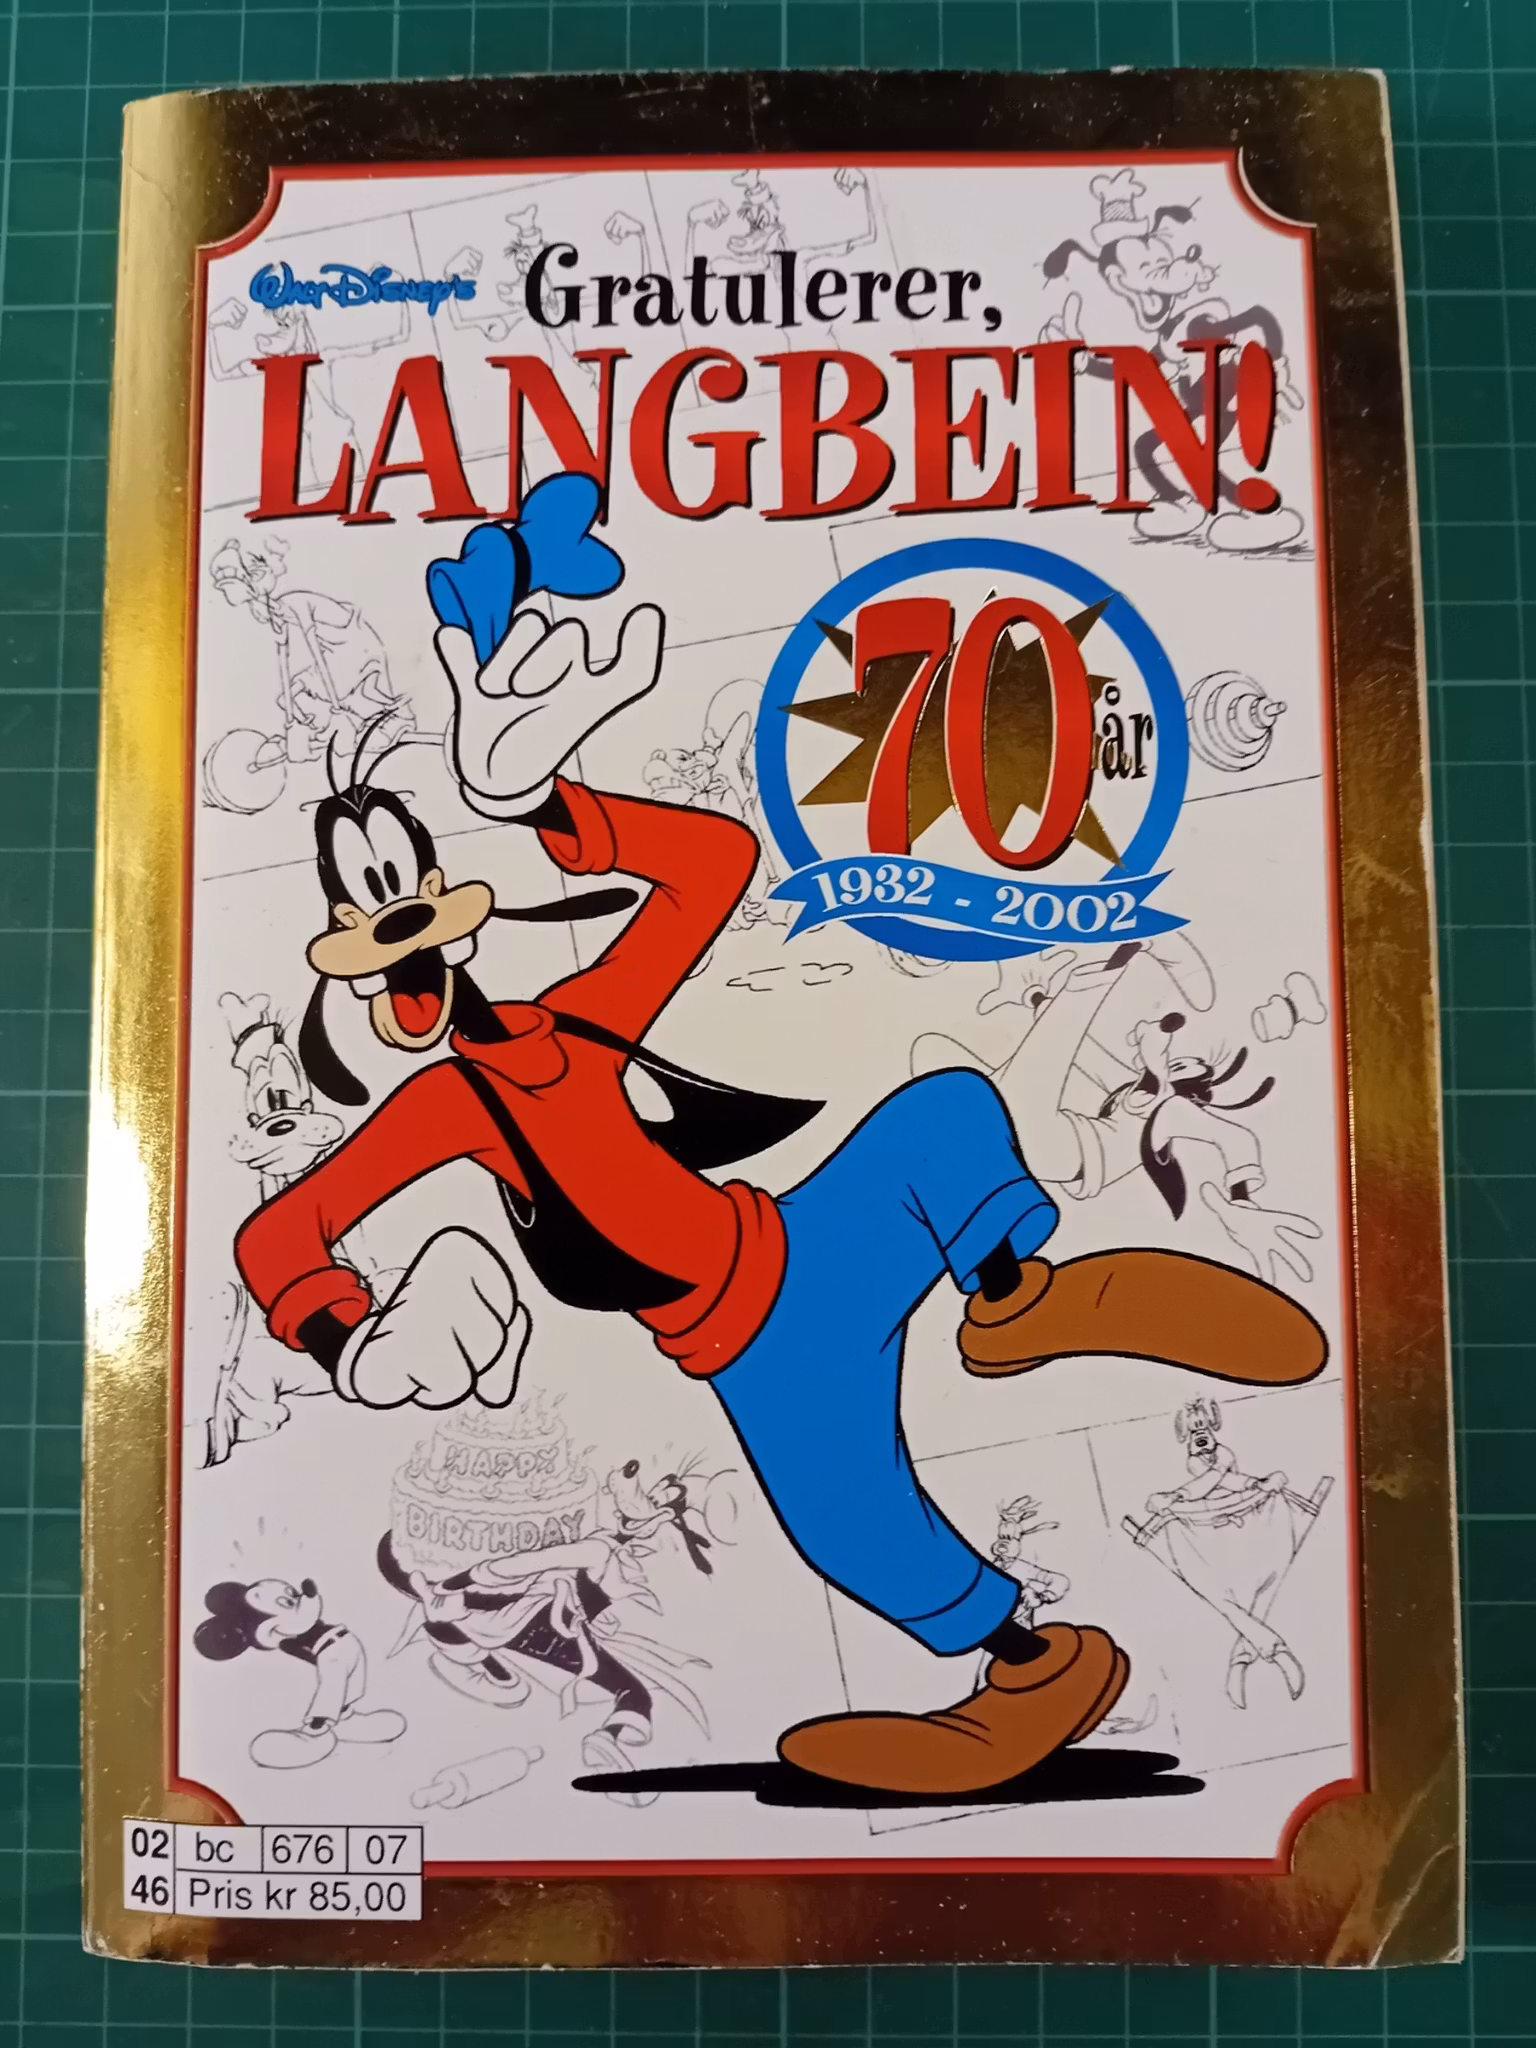 Walt Disney's Gratulerer,
LANGBEIN!
70 år
1932 - 2002
HAPPY
BIRTHDAY
02 bc 676 07
46 Pris kr 85,00